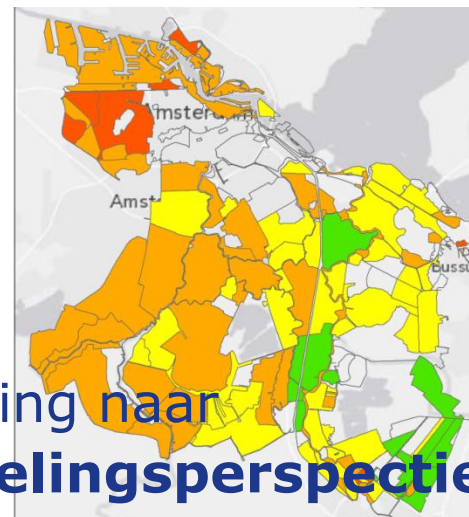 Amsterdam
Amst
Bussu
ing naar
elingsperspectie